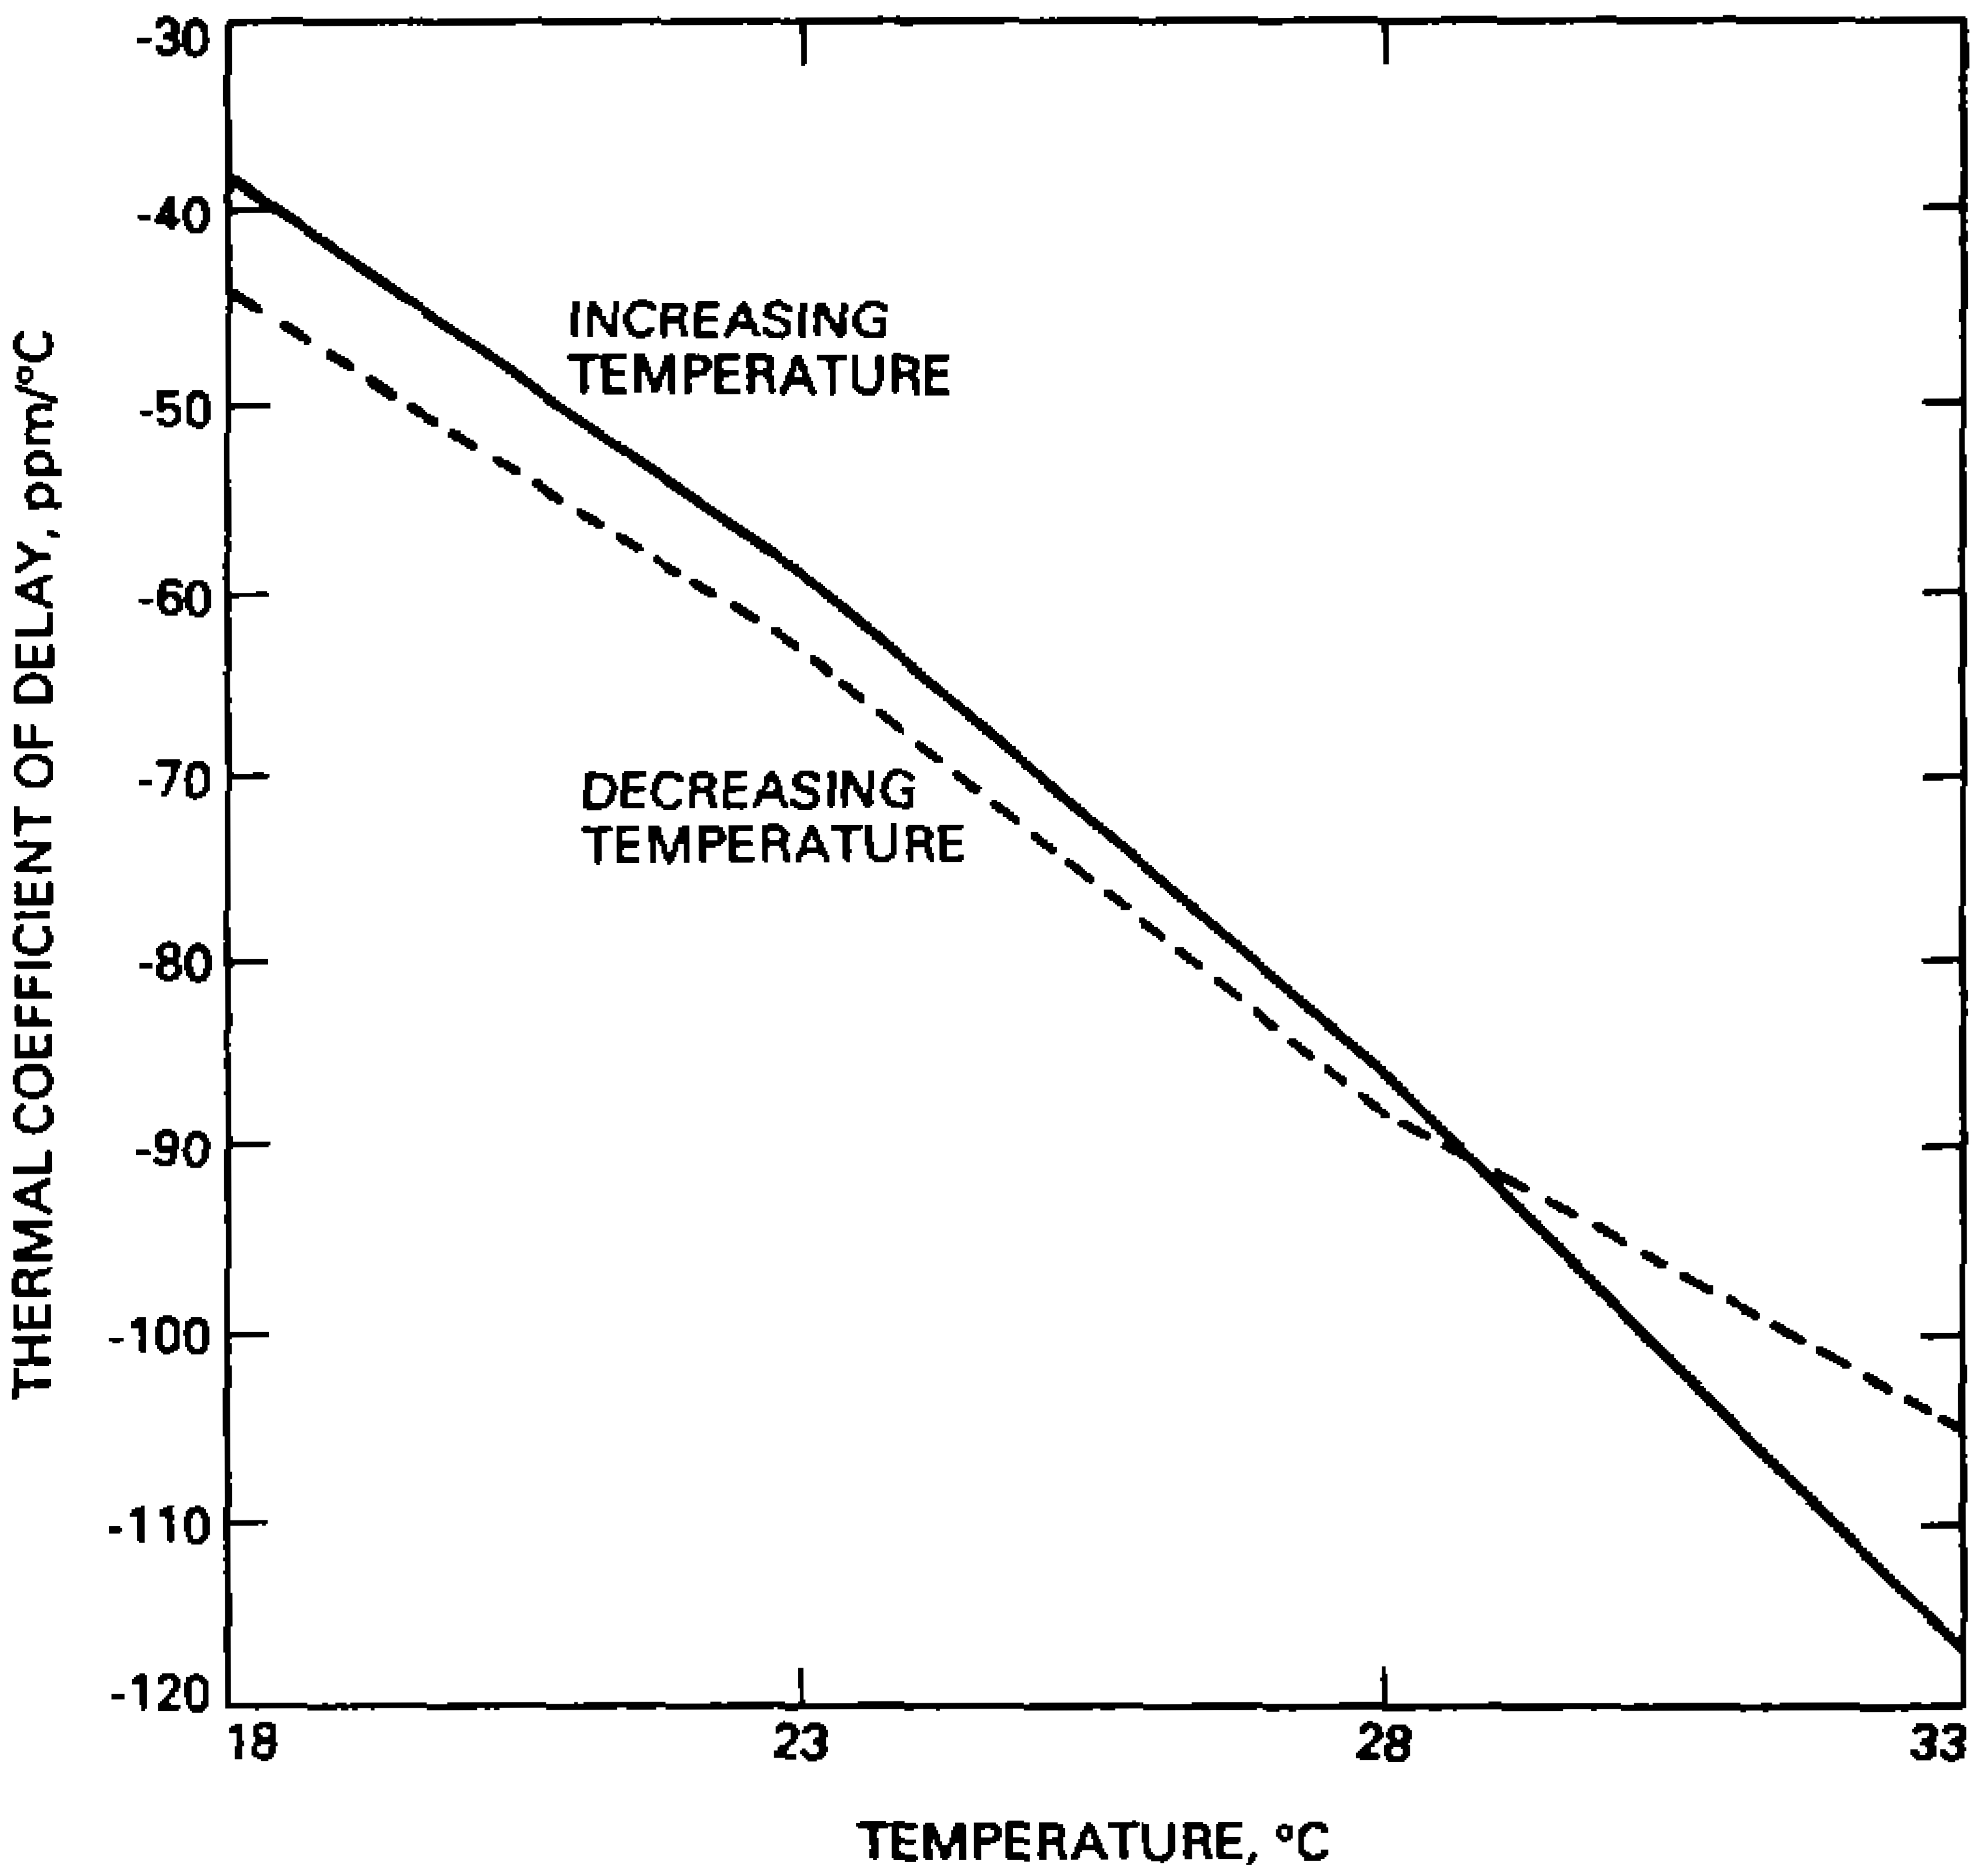 -30
-40
-50
-60
-70
-80
-90
-100
-110
-120
THERMAL COEFFICIENT OF DELAY, ppm/°C
INCREASING
TEMPERATURE
DECREASING
TEMPERATURE
18 23 28 33
TEMPERATURE, °C